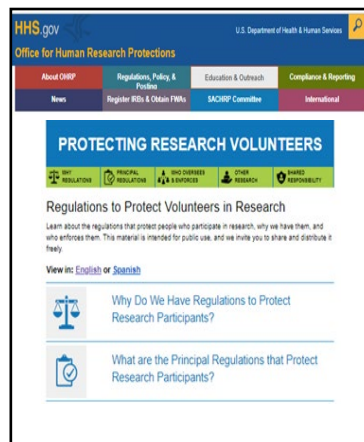 HHS.gov
U.S. Department of Health & Human Services
Office for Human Research Protections
About OHRP
Regulations, Policy, &
Posting
Education & Outreach
Compliance & Reporting
News
Register IRBs & Obtain FWAs
SACHRP Committee
International
PROTECTING RESEARCH VOLUNTEERS
WHY
REGULATIONS
PRINCIPAL
REGULATIONS
WHO OVERSEES
& ENFORCES
OTHER
RESEARCH
SHARED
RESPONSIBILITY
Regulations to Protect Volunteers in Research
Learn about the regulations that protect people who participate in research, why we have them, and
who enforces them. This material is intended for public use, and we invite you to share and distribute it
freely.
View in: English or Spanish
Why Do We Have Regulations to Protect
Research Participants?
What are the Principal Regulations that Protect
Research Participants?